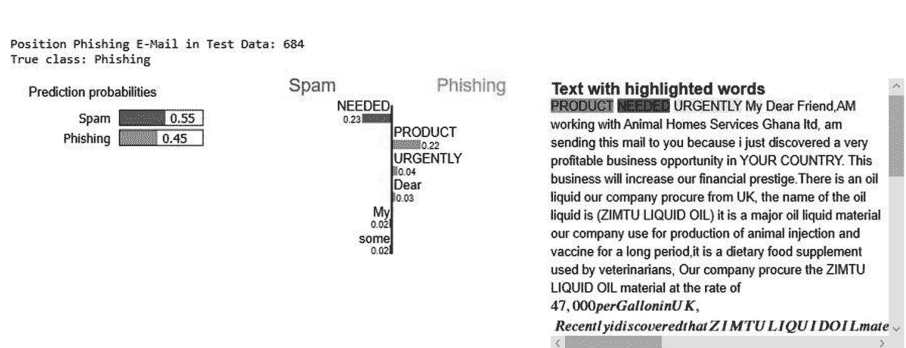 Position Phishing E-Mail in Test Data: 684
True class: Phishing
Prediction probabilities
Spam 0.55
Phishing 0.45
Spam Phishing
NEEDED
0.23
PRODUCT
0.22
URGENTLY
0.04
Dear
0.03
My
0.02
some
0.02
Text with highlighted words
PRODUCT NEEDED URGENTLY My Dear Friend,AM
working with Animal Homes Services Ghana ltd, am
sending this mail to you because i just discovered a very
profitable business opportunity in YOUR COUNTRY. This
business will increase our financial prestige.There is an oil
liquid our company procure from UK, the name of the oil
liquid is (ZIMTU LIQUID OIL) it is a major oil liquid material
our company use for production of animal injection and
vaccine for a long period,it is a dietary food supplement
used by veterinarians, Our company procure the ZIMTU
LIQUID OIL material at the rate of
47,000perGalloninUK,
RecentlyidiscoveredthatZIMTULIQUIDOILmate